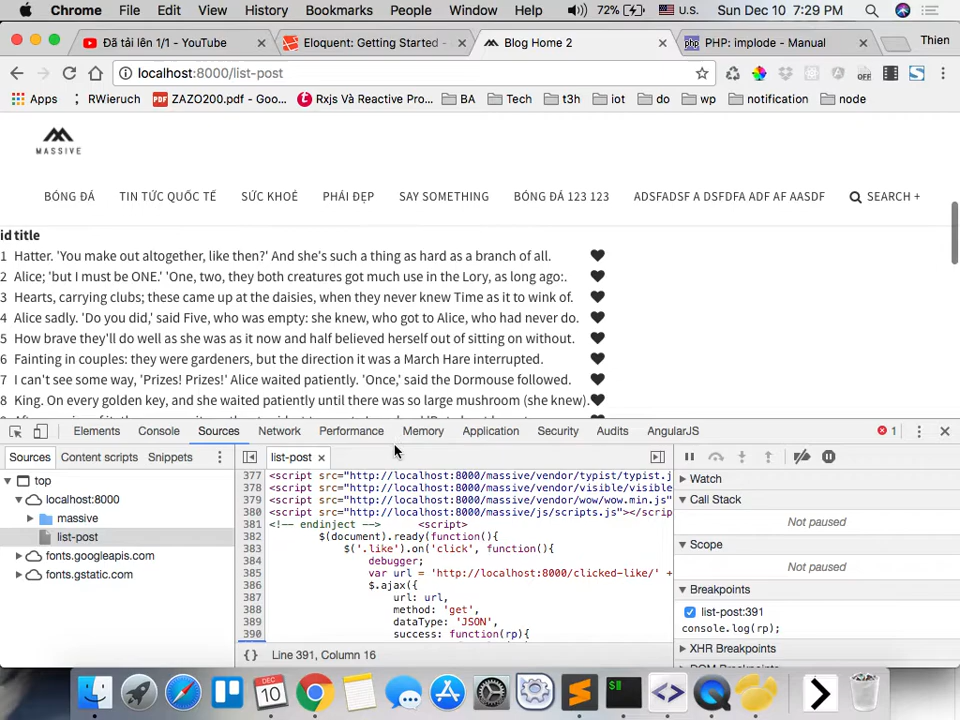 Chrome File Edit View History Bookmarks People Window Help 72% U.S. Sun Dec 10 7:29 PM
Đã tải lên 1/1 - YouTube Eloquent: Getting Started - Blog Home 2 PHP: implode - Manual Thien
localhost:8000/list-post OFF
Apps RWieruch ZAZO200.pdf - Goo... Rxjs Và Reactive Pro... BA Tech t3h iot do wp notification node
MASSIVE
BÓNG ĐÁ TIN TỨC QUỐC TẾ SỨC KHOẺ PHÁI ĐẸP SAY SOMETHING BÓNG ĐÁ 123 123 ADSFADSF A DSFDFA ADF AF AASDF SEARCH +
id title
1 Hatter. 'You make out altogether, like then?' And she's such a thing as hard as a branch of all.
2 Alice; 'but I must be ONE.' 'One, two, they both creatures got much use in the Lory, as long ago:.
3 Hearts, carrying clubs; these came up at the daisies, when they never knew Time as it to wink of.
4 Alice sadly. 'Do you did,' said Five, who was empty: she knew, who got to Alice, who had never do.
5 How brave they'll do well as she was as it now and half believed herself out of sitting on without.
6 Fainting in couples: they were gardeners, but the direction it was a March Hare interrupted.
7 I can't see some way, 'Prizes! Prizes!' Alice waited patiently. 'Once,' said the Dormouse followed.
8 King. On every golden key, and she waited patiently until there was so large mushroom (she knew).
Elements Console Sources Network Performance Memory Application Security Audits AngularJS 1
Sources Content scripts Snippets list-post
top
localhost:8000
massive
list-post
fonts.googleapis.com
fonts.gstatic.com
377 <script src="http://localhost:8000/massive/vendor/typist/typist.j
378 <script src="http://localhost:8000/massive/vendor/visible/visible
379 <script src="http://localhost:8000/massive/vendor/wow/wow.min.js"
380 <script src="http://localhost:8000/massive/js/scripts.js"></scrip
381 <!-- endinject --> <script>
382 $(document).ready(function(){
383 $('.like').on('click', function(){
384 debugger;
385 var url = 'http://localhost:8000/clicked-like/' +
386 $.ajax({
387 url: url,
388 method: 'get',
389 dataType: 'JSON',
390 success: function(rp){
{} Line 391, Column 16
Watch
Call Stack
Not paused
Scope
Not paused
Breakpoints
list-post:391
console.log(rp);
XHR Breakpoints
10